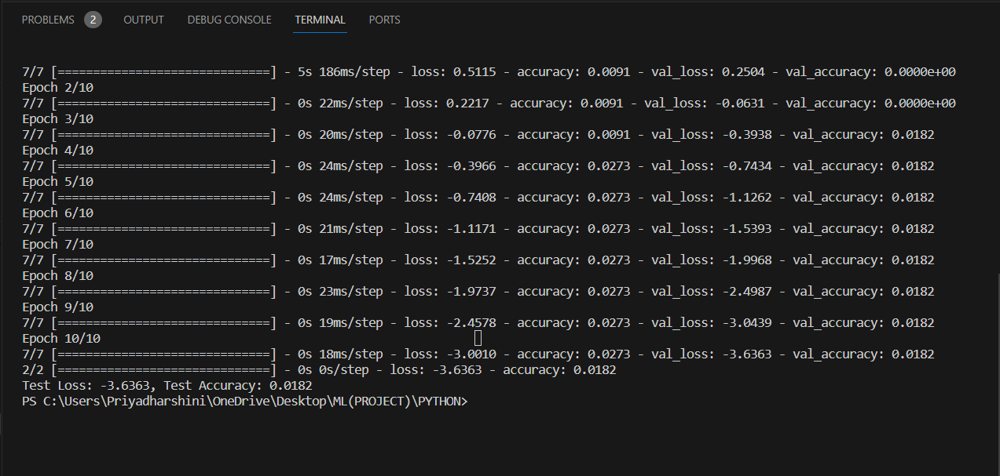 PROBLEMS 2 OUTPUT DEBUG CONSOLE TERMINAL PORTS
7/7 [==============================] - 5s 186ms/step - loss: 0.5115 - accuracy: 0.0091 - val_loss: 0.2504 - val_accuracy: 0.0000e+00
Epoch 2/10
7/7 [==============================] - 0s 22ms/step - loss: 0.2217 - accuracy: 0.0091 - val_loss: -0.0631 - val_accuracy: 0.0000e+00
Epoch 3/10
7/7 [==============================] - 0s 20ms/step - loss: -0.0776 - accuracy: 0.0091 - val_loss: -0.3938 - val_accuracy: 0.0182
Epoch 4/10
7/7 [==============================] - 0s 24ms/step - loss: -0.3966 - accuracy: 0.0273 - val_loss: -0.7434 - val_accuracy: 0.0182
Epoch 5/10
7/7 [==============================] - 0s 24ms/step - loss: -0.7408 - accuracy: 0.0273 - val_loss: -1.1262 - val_accuracy: 0.0182
Epoch 6/10
7/7 [==============================] - 0s 21ms/step - loss: -1.1171 - accuracy: 0.0273 - val_loss: -1.5393 - val_accuracy: 0.0182
Epoch 7/10
7/7 [==============================] - 0s 17ms/step - loss: -1.5252 - accuracy: 0.0273 - val_loss: -1.9968 - val_accuracy: 0.0182
Epoch 8/10
7/7 [==============================] - 0s 23ms/step - loss: -1.9737 - accuracy: 0.0273 - val_loss: -2.4987 - val_accuracy: 0.0182
Epoch 9/10
7/7 [==============================] - 0s 19ms/step - loss: -2.4578 - accuracy: 0.0273 - val_loss: -3.0439 - val_accuracy: 0.0182
Epoch 10/10
7/7 [==============================] - 0s 18ms/step - loss: -3.0010 - accuracy: 0.0273 - val_loss: -3.6363 - val_accuracy: 0.0182
2/2 [==============================] - 0s 0s/step - loss: -3.6363 - accuracy: 0.0182
Test Loss: -3.6363, Test Accuracy: 0.0182
PS C:\Users\Priyadharshini\OneDrive\Desktop\ML(PROJECT)\PYTHON>